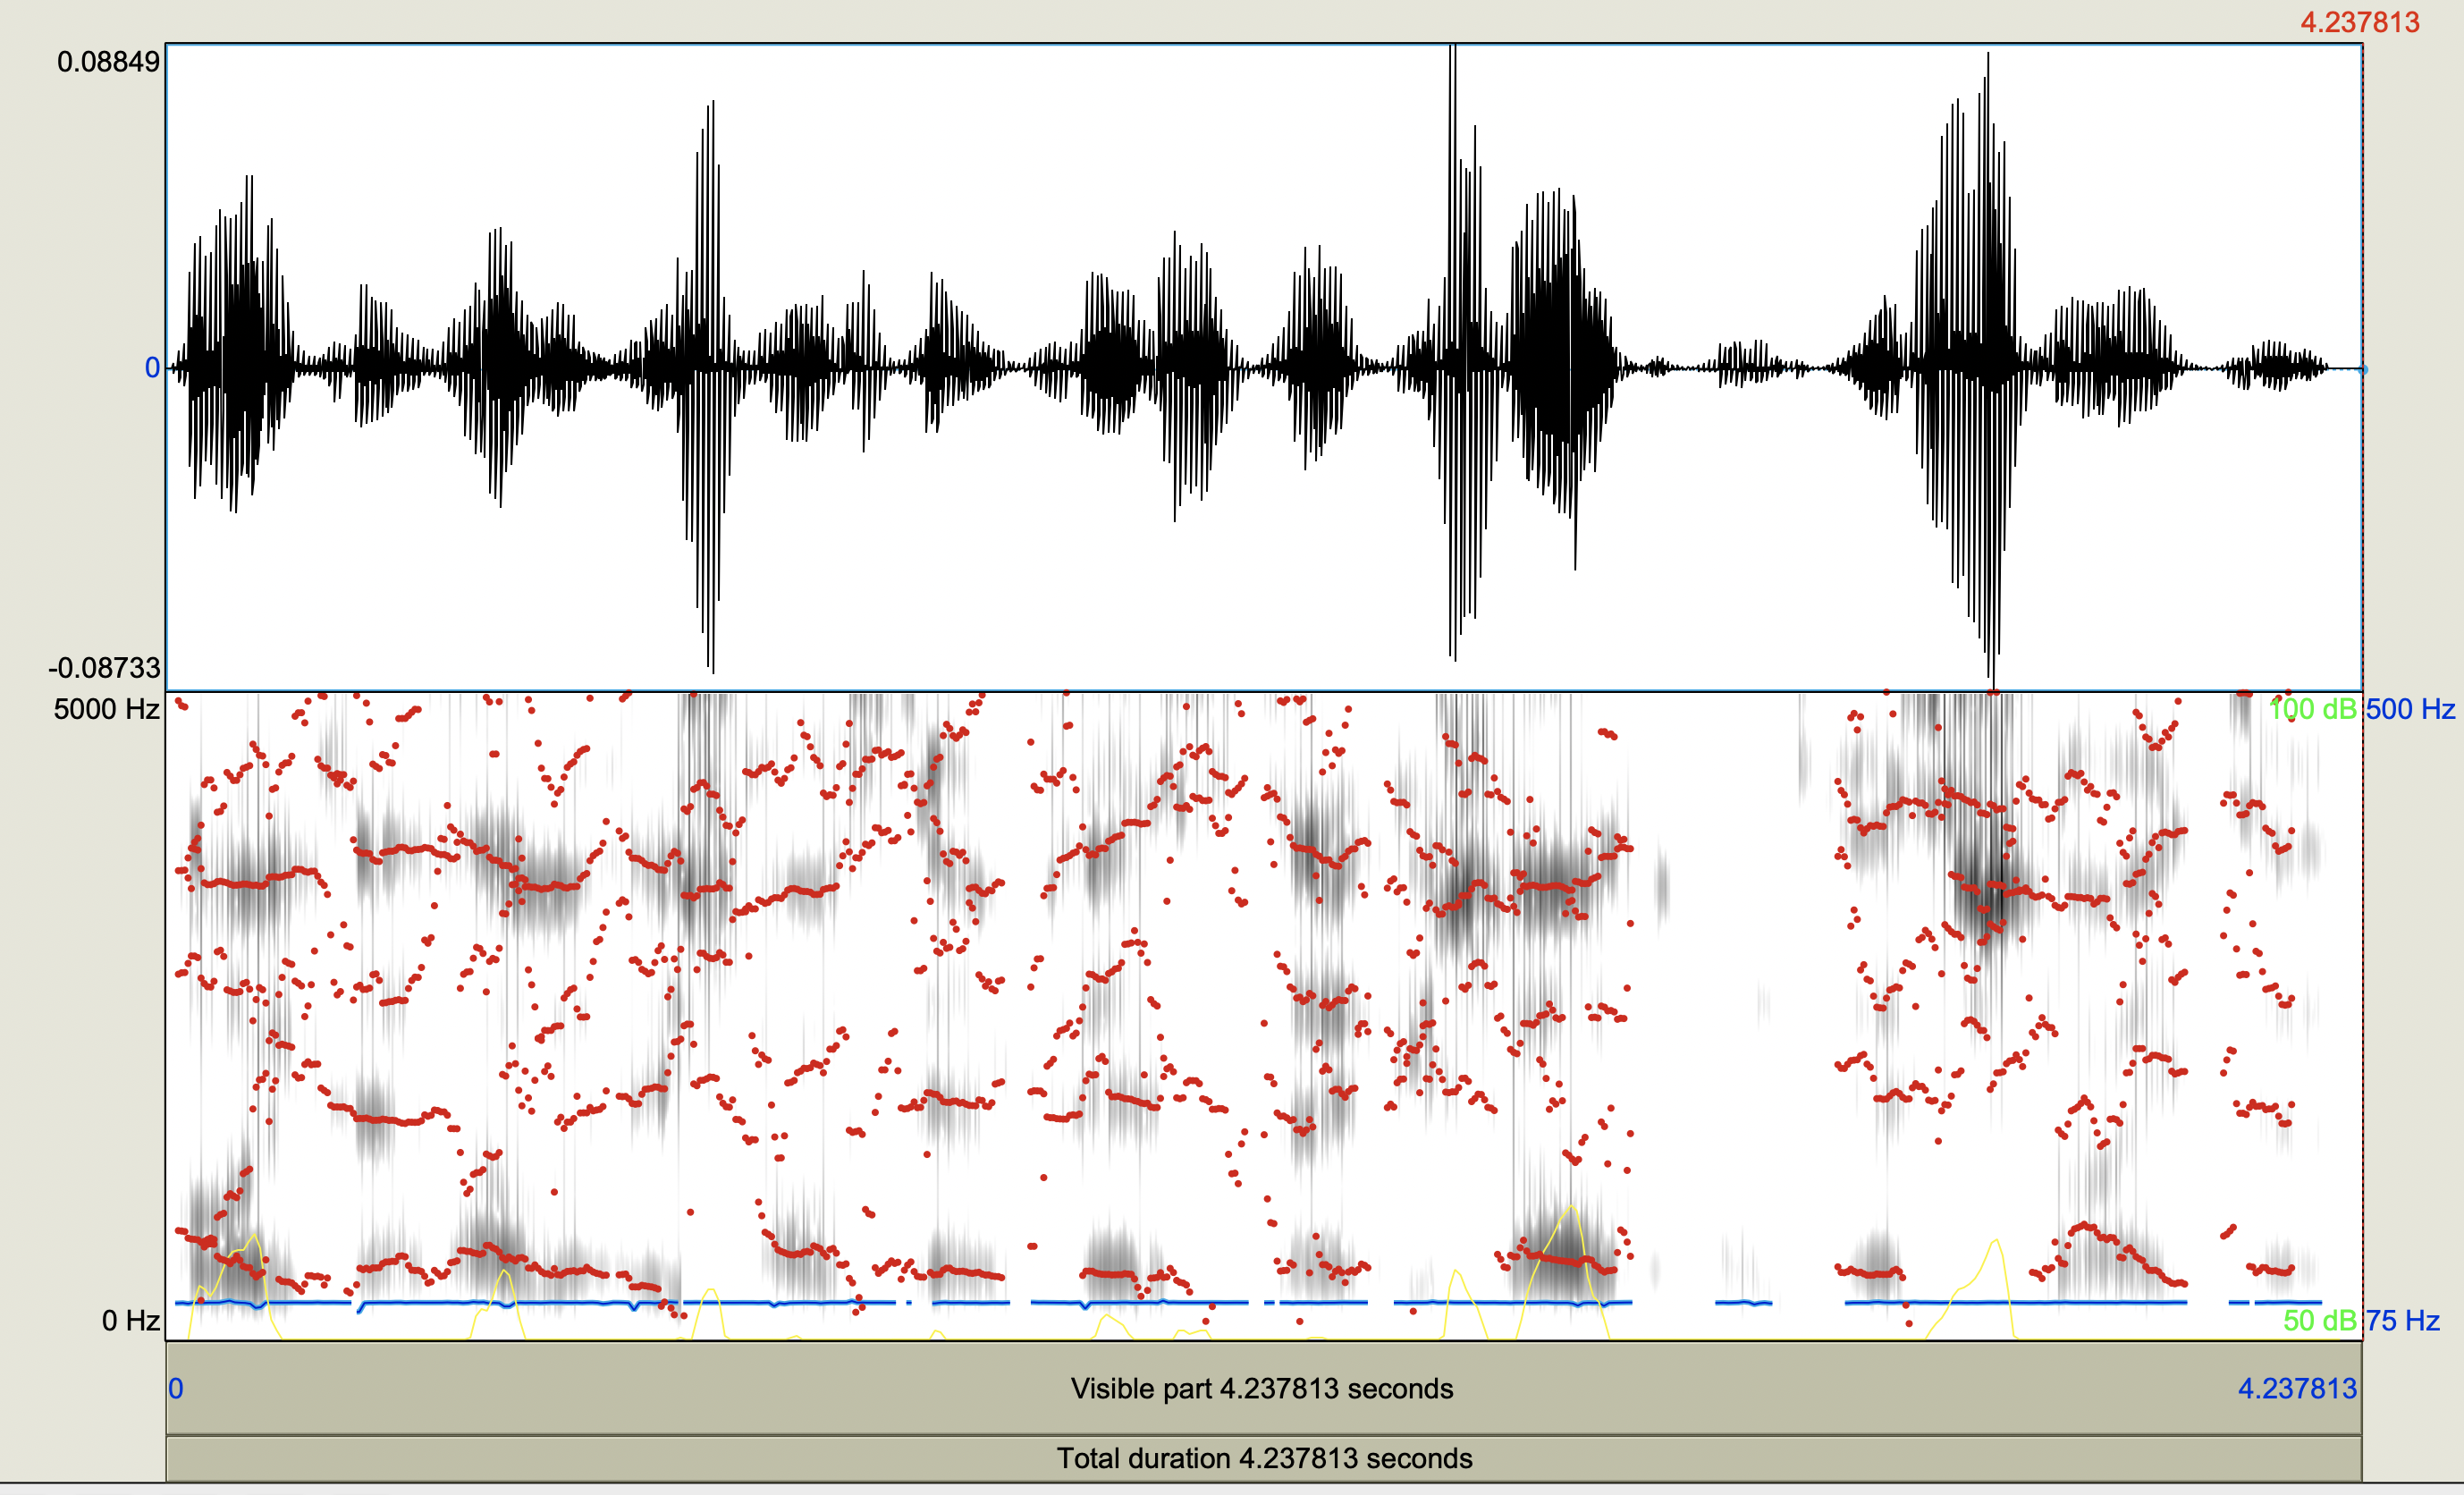 4.237813
0.08849
0
-0.08733
5000 Hz
100 dB 500 Hz
0 Hz
50 dB 75 Hz
0 Visible part 4.237813 seconds 4.237813
Total duration 4.237813 seconds